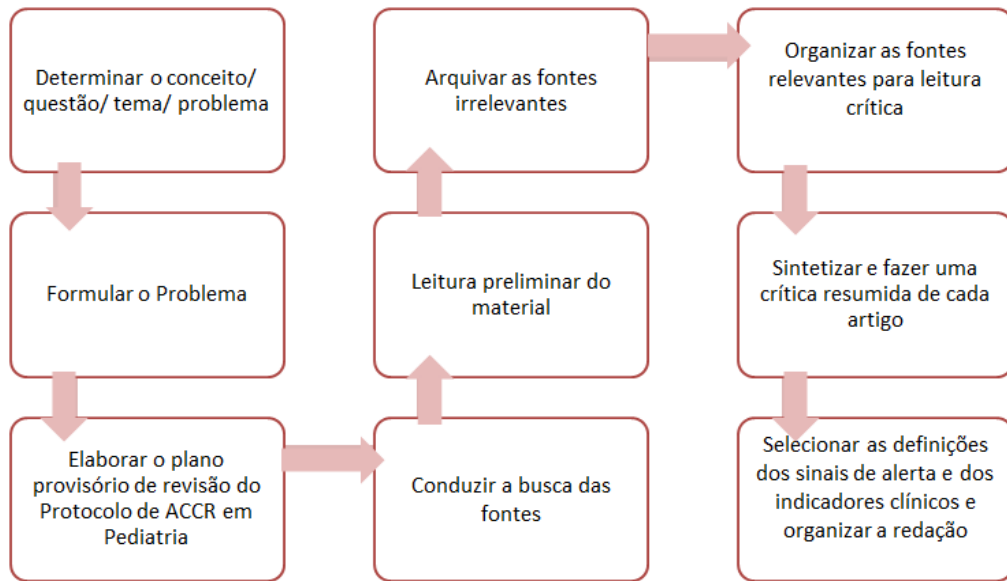 Determinar o conceito/
questão/ tema/ problema
Formular o Problema
Elaborar o plano
provisório de revisão do
Protocolo de ACCR em
Pediatria
Conduzir a busca das
fontes
Leitura preliminar do
material
Arquivar as fontes
irrelevantes
Organizar as fontes
relevantes para leitura
crítica
Sintetizar e fazer uma
crítica resumida de cada
artigo
Selecionar as definições
dos sinais de alerta e dos
indicadores clínicos e
organizar a redação